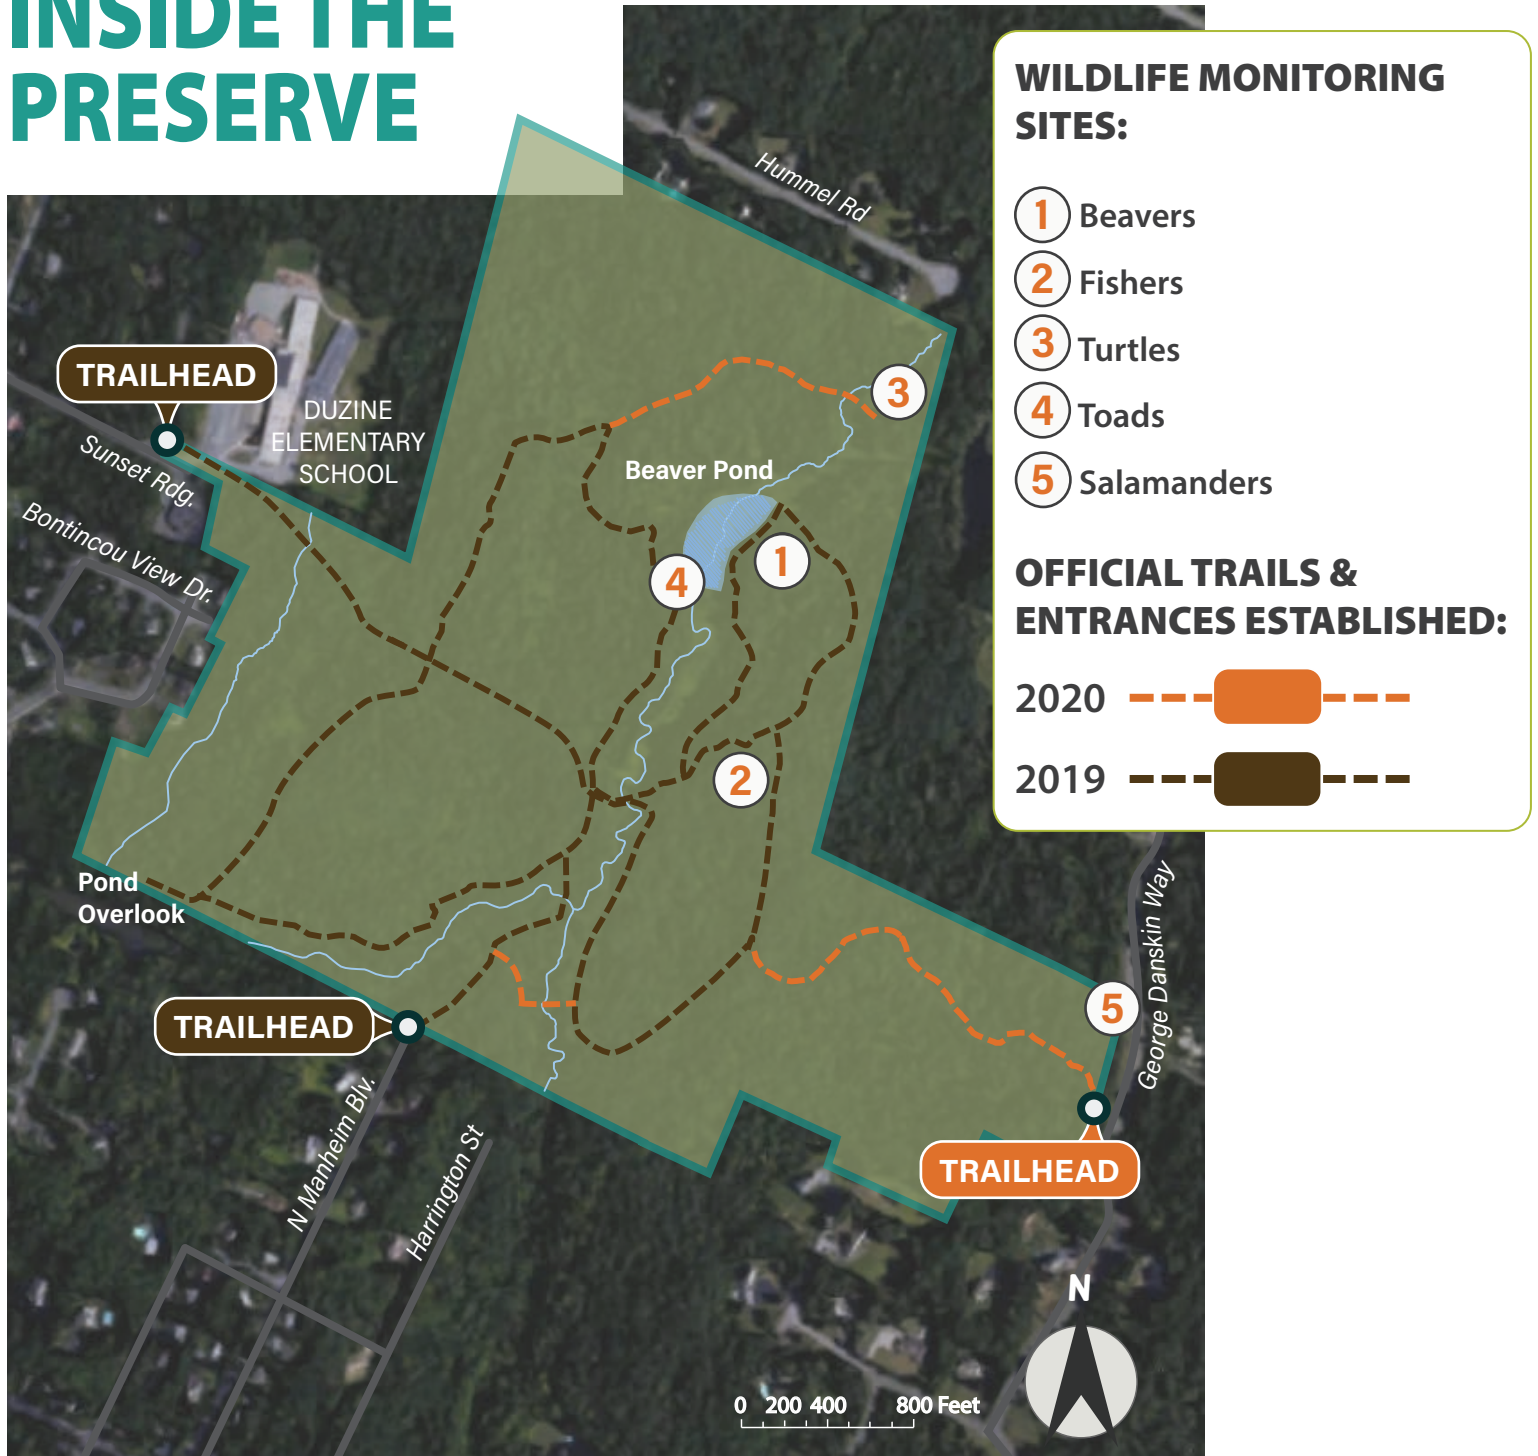 INSIDE THE
PRESERVE
WILDLIFE MONITORING
SITES:
1 Beavers
2 Fishers
3 Turtles
4 Toads
5 Salamanders
OFFICIAL TRAILS &
ENTRANCES ESTABLISHED:
2020
2019
Hummel Rd
TRAILHEAD
DUZINE
ELEMENTARY
SCHOOL
Sunset Rdg.
Bontincou View Dr.
3
Beaver Pond
1
4
2
Pond
Overlook
George Danskin Way
5
TRAILHEAD
N Manheim Blv.
Harrington St
TRAILHEAD
N
0 200 400 800 Feet